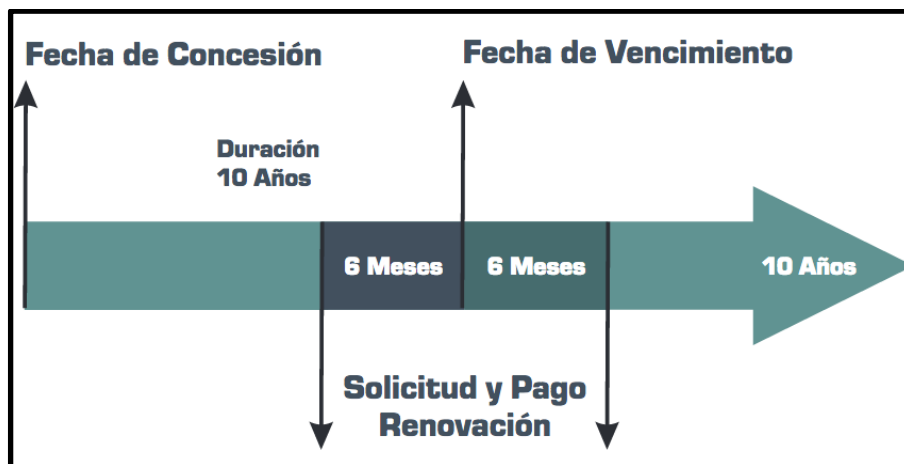 Fecha de Concesión
Fecha de Vencimiento
Duración
10 Años
6 Meses
6 Meses
10 Años
Solicitud y Pago
Renovación